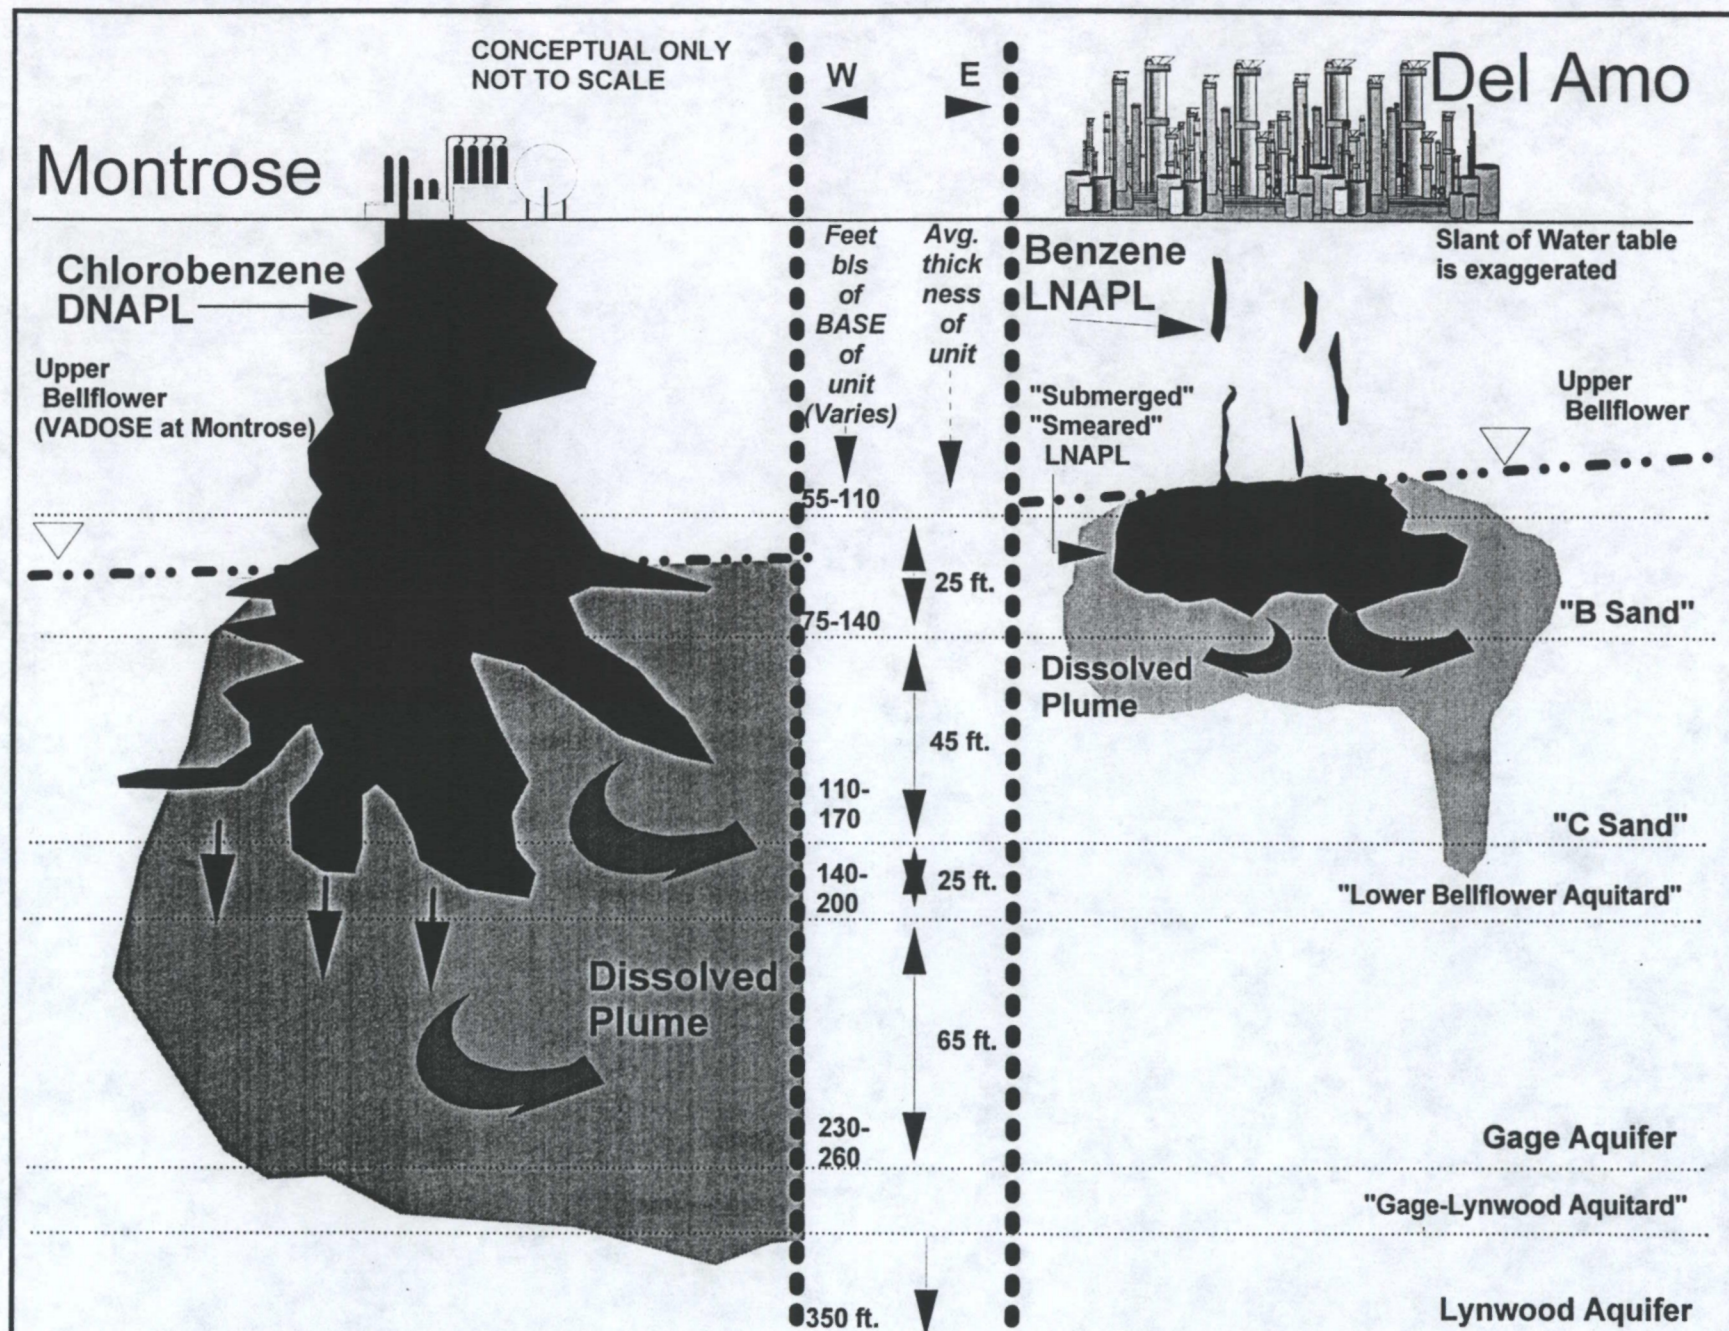 CONCEPTUAL ONLY
NOT TO SCALE
W
E
Del Amo
Montrose
Chlorobenzene
DNAPL
Upper
Bellflower
(VADOSE at Montrose)
Feet
bls
of
BASE
of
unit
(Varies)
Avg.
thick
ness
of
unit
Benzene
LNAPL
Slant of Water table
is exaggerated
"Submerged"
"Smeared"
LNAPL
Upper
Bellflower
55-110
25 ft.
75-140
"B Sand"
Dissolved
Plume
45 ft.
110-
170
"C Sand"
140-
200
25 ft.
"Lower Bellflower Aquitard"
Dissolved
Plume
65 ft.
230-
260
Gage Aquifer
"Gage-Lynwood Aquitard"
350 ft.
Lynwood Aquifer